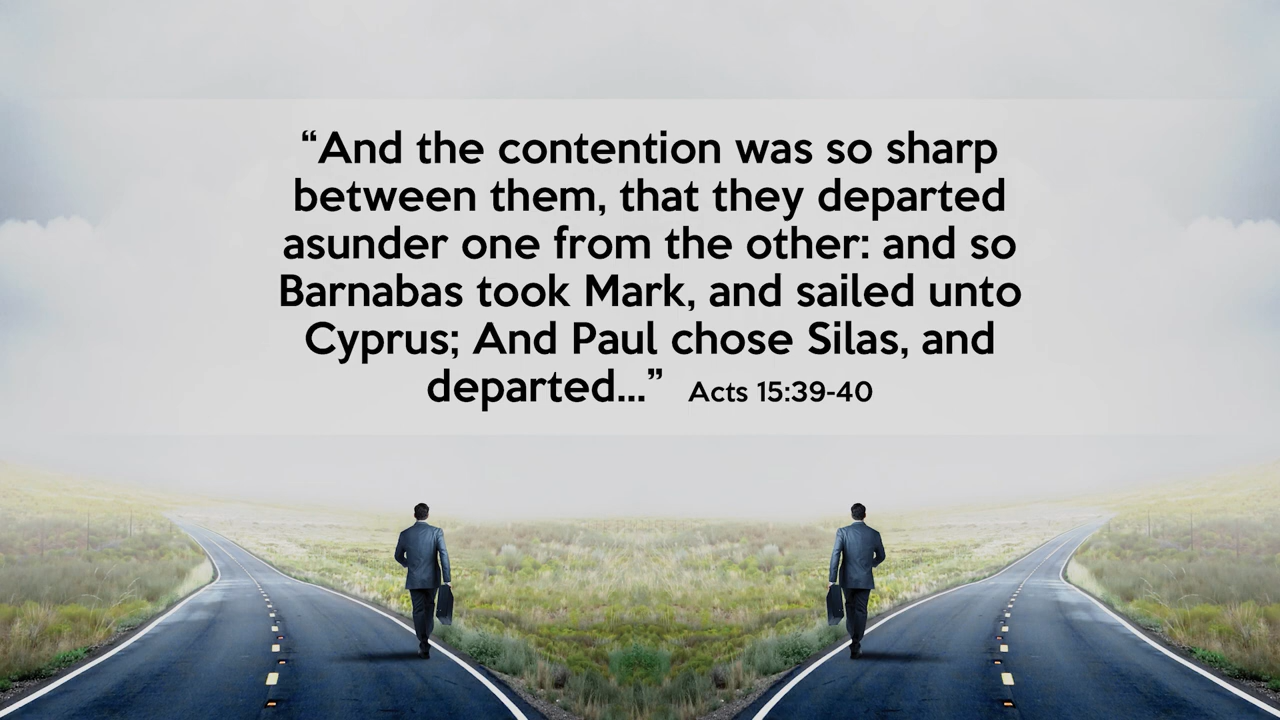 “And the contention was so sharp
between them, that they departed
asunder one from the other: and so
Barnabas took Mark, and sailed unto
Cyprus; And Paul chose Silas, and
departed...” Acts 15:39-40